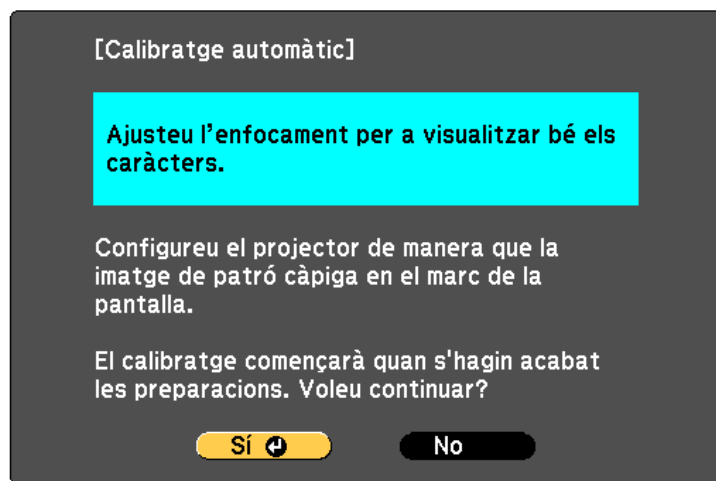 [Calibratge automàtic]
Ajusteu l'enfocament per a visualitzar bé els
caràcters.
Configureu el projector de manera que la
imatge de patró càpiga en el marc de la
pantalla.
El calibratge començarà quan s'hagin acabat
les preparacions. Voleu continuar?
Sí No